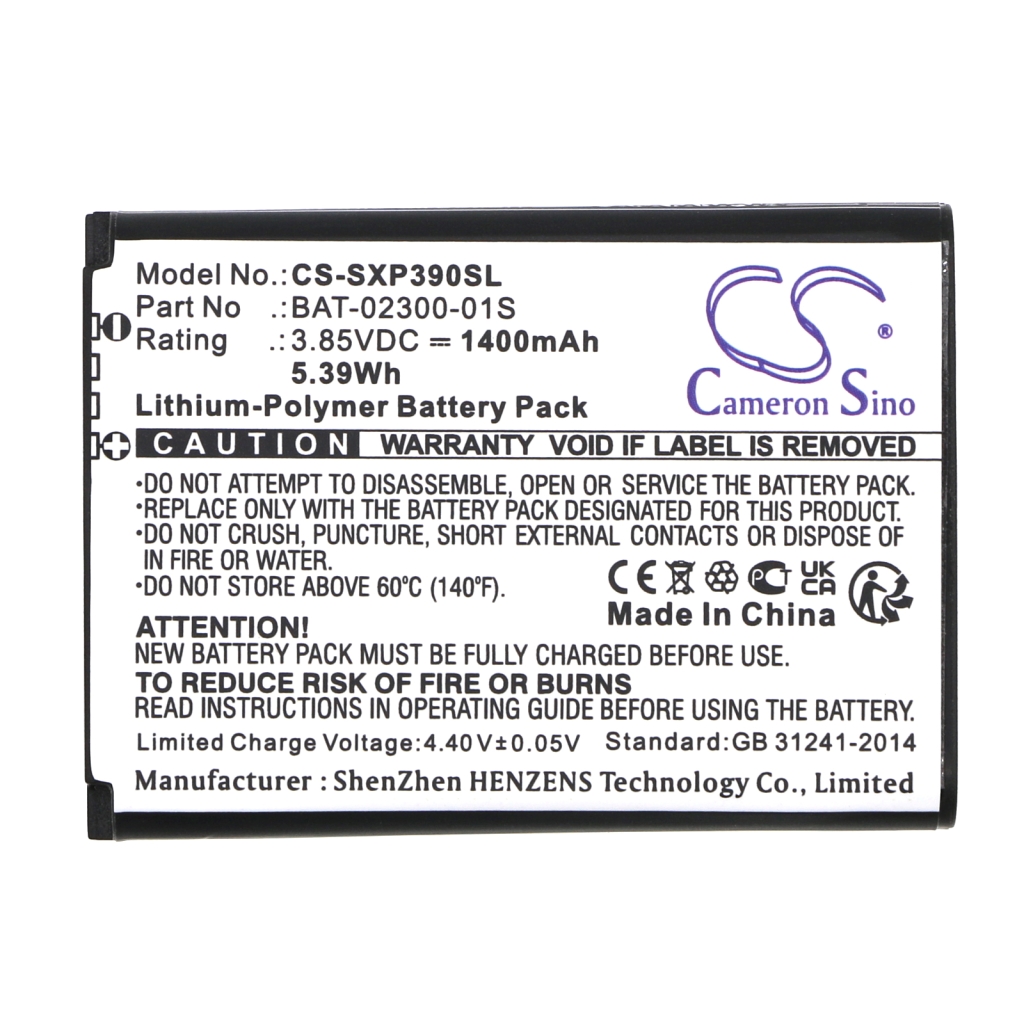 Model No.:CS-SXP390SL
Part No .:BAT-02300-01S
Rating .:3.85VDC ⎓ 1400mAh
5.39Wh
Lithium-Polymer Battery Pack
CS ®
Cameron Sino
CAUTION WARRANTY VOID IF LABEL IS REMOVED
•DO NOT ATTEMPT TO DISASSEMBLE, OPEN OR SERVICE THE BATTERY PACK.
•REPLACE ONLY WITH THE BATTERY PACK DESIGNATED FOR THIS PRODUCT.
•DO NOT CRUSH, PUNCTURE, SHORT EXTERNAL CONTACTS OR DISPOSE OF
IN FIRE OR WATER.
•DO NOT STORE ABOVE 60°C (140°F).
CE PCT UKCA
Made In China
ATTENTION!
NEW BATTERY PACK MUST BE FULLY CHARGED BEFORE USE.
TO REDUCE RISK OF FIRE OR BURNS
READ INSTRUCTIONS IN OPERATING GUIDE BEFORE USING THE BATTERY.
Limited Charge Voltage:4.40V±0.05V Standard:GB 31241-2014
Manufacturer : ShenZhen HENZENS Technology Co., Limited